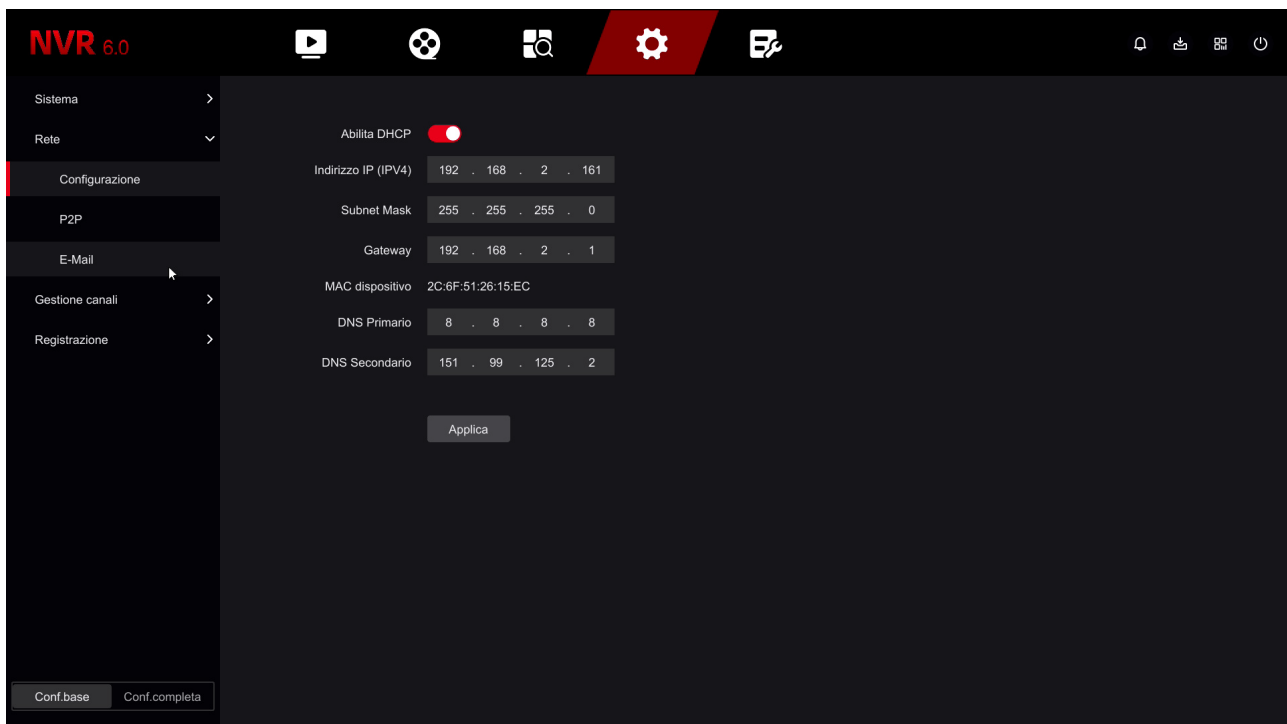 NVR 6.0
Sistema
Rete
Configurazione
P2P
E-Mail
Gestione canali
Registrazione
Abilita DHCP
Indirizzo IP (IPV4) 192 . 168 . 2 . 161
Subnet Mask 255 . 255 . 255 . 0
Gateway 192 . 168 . 2 . 1
MAC dispositivo 2C:6F:51:26:15:EC
DNS Primario 8 . 8 . 8 . 8
DNS Secondario 151 . 99 . 125 . 2
Applica
Conf.base Conf.completa